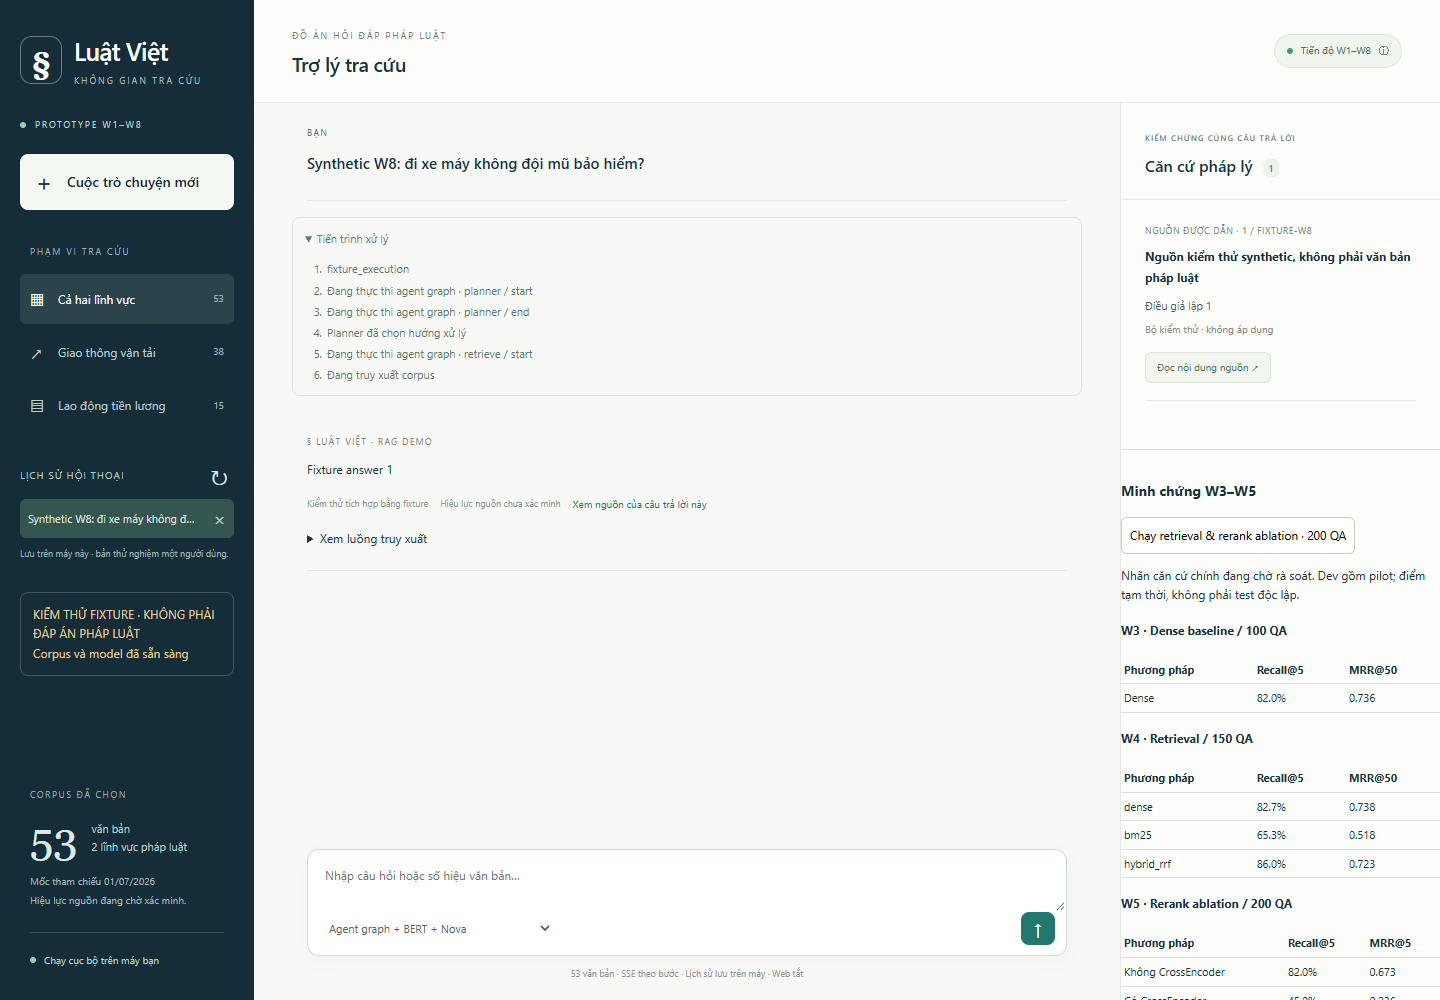 §
Luật Việt
KHÔNG GIAN TRA CỨU
PROTOTYPE W1–W8
+ Cuộc trò chuyện mới
PHẠM VI TRA CỨU
Cả hai lĩnh vực 53
Giao thông vận tải 38
Lao động tiền lương 15
LỊCH SỬ HỘI THOẠI
Synthetic W8: đi xe máy không đ... ×
Lưu trên máy này · bản thử nghiệm một người dùng.
KIỂM THỬ FIXTURE · KHÔNG PHẢI
ĐÁP ÁN PHÁP LUẬT
Corpus và model đã sẵn sàng
CORPUS ĐÃ CHỌN
53 văn bản
2 lĩnh vực pháp luật
Mốc tham chiếu 01/07/2026
Hiệu lực nguồn đang chờ xác minh.
Chạy cục bộ trên máy bạn
ĐỒ ÁN HỎI ĐÁP PHÁP LUẬT
Trợ lý tra cứu
Tiến độ W1–W8 ⓘ
BẠN
Synthetic W8: đi xe máy không đội mũ bảo hiểm?
▼ Tiến trình xử lý
1. fixture_execution
2. Đang thực thi agent graph · planner / start
3. Đang thực thi agent graph · planner / end
4. Planner đã chọn hướng xử lý
5. Đang thực thi agent graph · retrieve / start
6. Đang truy xuất corpus
§ LUẬT VIỆT · RAG DEMO
Fixture answer 1
Kiểm thử tích hợp bằng fixture Hiệu lực nguồn chưa xác minh Xem nguồn của câu trả lời này
▶ Xem luồng truy xuất
Nhập câu hỏi hoặc số hiệu văn bản...
Agent graph + BERT + Nova
↑
53 văn bản · SSE theo bước · Lịch sử lưu trên máy · Web tắt
KIỂM CHỨNG CÙNG CÂU TRẢ LỜI
Căn cứ pháp lý 1
NGUỒN ĐƯỢC DẪN · 1 / FIXTURE-W8
Nguồn kiểm thử synthetic, không phải văn bản
pháp luật
Điều giả lập 1
Bộ kiểm thử · không áp dụng
Đọc nội dung nguồn ↗
Minh chứng W3–W5
Chạy retrieval & rerank ablation · 200 QA
Nhãn căn cứ chính đang chờ rà soát. Dev gồm pilot; điểm
tạm thời, không phải test độc lập.
W3 · Dense baseline / 100 QA
Phương pháp Recall@5 MRR@50
Dense 82.0% 0.736
W4 · Retrieval / 150 QA
Phương pháp Recall@5 MRR@50
dense 82.7% 0.738
bm25 65.3% 0.518
hybrid_rrf 86.0% 0.723
W5 · Rerank ablation / 200 QA
Phương pháp Recall@5 MRR@5
Không CrossEncoder 82.0% 0.673